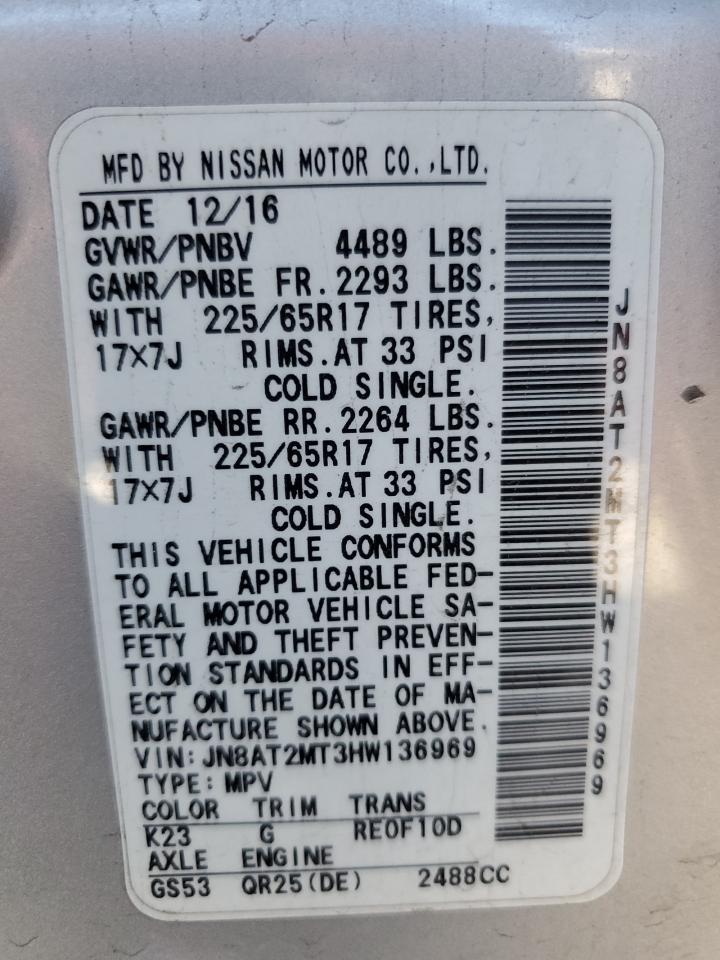 MFD BY NISSAN MOTOR CO.,LTD.
DATE 12/16
GVWR/PNBV 4489 LBS.
GAWR/PNBE FR.2293 LBS.
WITH 225/65R17 TIRES,
17X7J RIMS.AT 33 PSI
COLD SINGLE.
GAWR/PNBE RR.2264 LBS.
WITH 225/65R17 TIRES,
17X7J RIMS.AT 33 PSI
COLD SINGLE.
THIS VEHICLE CONFORMS
TO ALL APPLICABLE FED-
ERAL MOTOR VEHICLE SA-
FETY AND THEFT PREVEN-
TION STANDARDS IN EFF-
ECT ON THE DATE OF MA-
NUFACTURE SHOWN ABOVE.
VIN:JN8AT2MT3HW136969
TYPE:MPV
COLOR TRIM TRANS
K23 G RE0F10D
AXLE ENGINE
GS53 QR25(DE) 2488CC
JN8AT2MT3HW136969